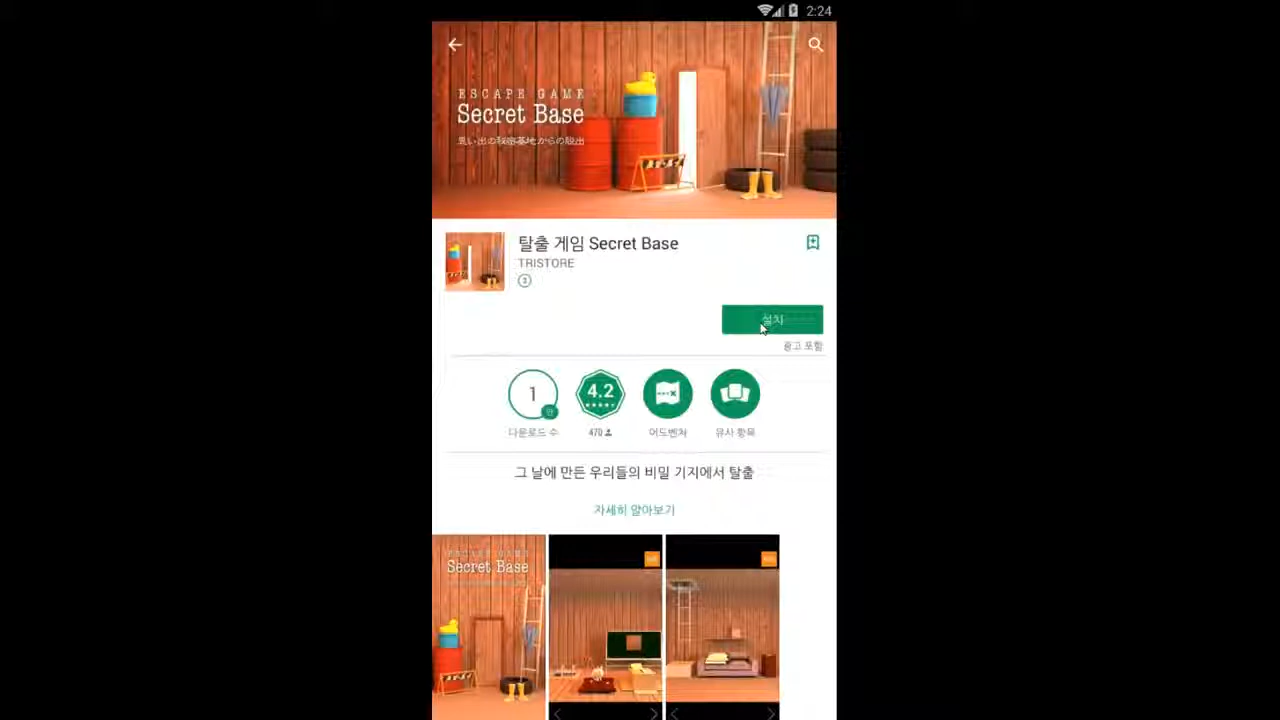 2:24
ESCAPE GAME
Secret Base
思い出の秘密基地からの脱出
탈출 게임 Secret Base
TRISTORE
3
설치
광고 포함
1
만
4.2
다운로드 수
470
어드벤처
유사 항목
그 날에 만든 우리들의 비밀 기지에서 탈출
자세히 알아보기
Secret Base